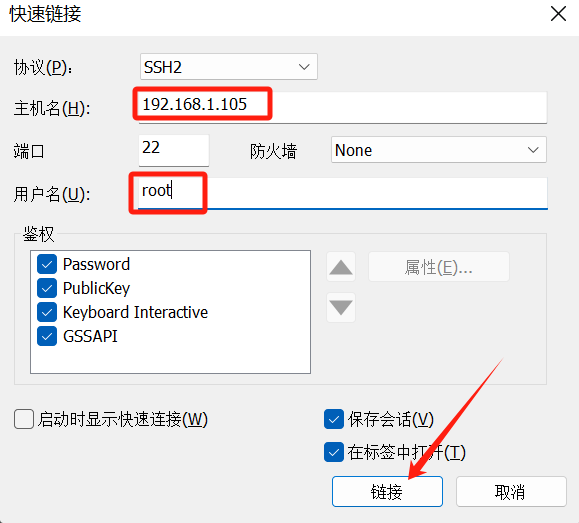 快速链接
协议(P): SSH2
主机名(H): 192.168.1.105
端口 22 防火墙 None
用户名(U): root
鉴权
Password
PublicKey
Keyboard Interactive
GSSAPI
属性(E)...
启动时显示快速连接(W) 保存会话(V)
在标签中打开(T)
链接 取消